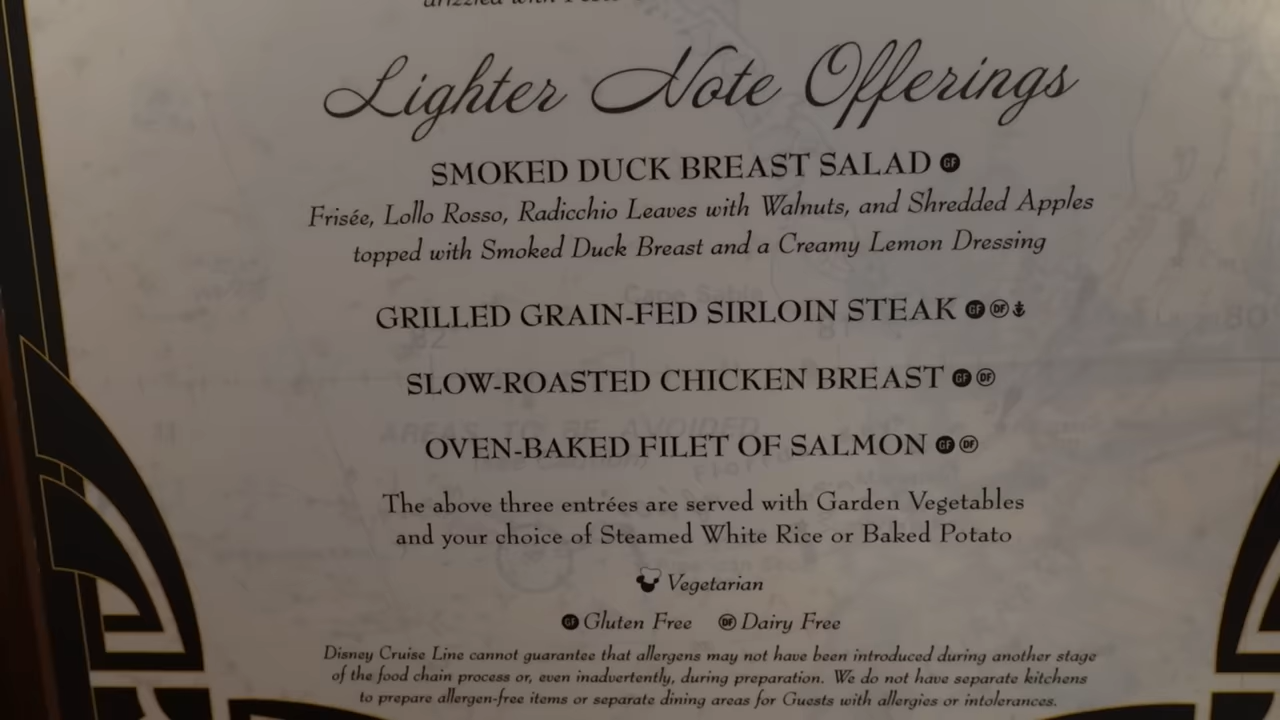 drizzled with
Lighter Note Offerings
SMOKED DUCK BREAST SALAD GF
Frisée, Lollo Rosso, Radicchio Leaves with Walnuts, and Shredded Apples
topped with Smoked Duck Breast and a Creamy Lemon Dressing
GRILLED GRAIN-FED SIRLOIN STEAK GF DF
SLOW-ROASTED CHICKEN BREAST GF DF
OVEN-BAKED FILET OF SALMON GF DF
The above three entrées are served with Garden Vegetables
and your choice of Steamed White Rice or Baked Potato
Vegetarian
GF Gluten Free DF Dairy Free
Disney Cruise Line cannot guarantee that allergens may not have been introduced during another stage
of the food chain process or, even inadvertently, during preparation. We do not have separate kitchens
to prepare allergen-free items or separate dining areas for Guests with allergies or intolerances.